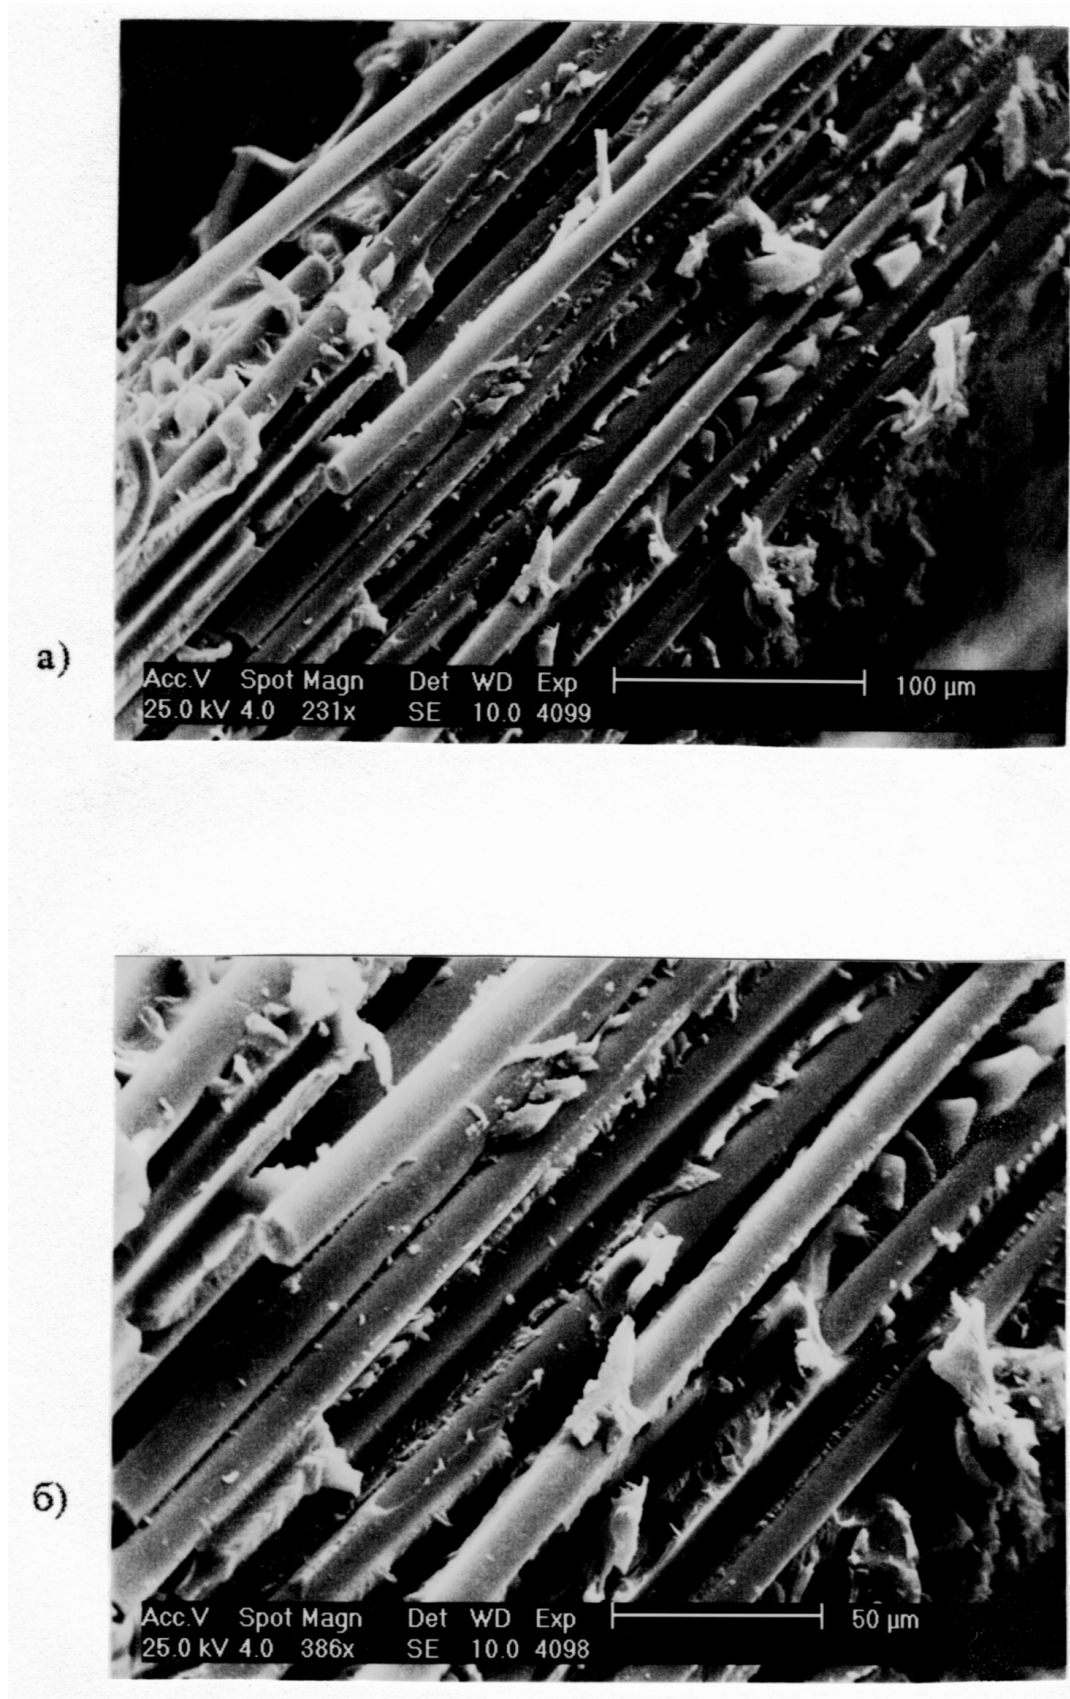 а)
Acc.V Spot Magn Det WD Exp 100 µm
25.0 kV 4.0 231x SE 10.0 4099
б)
Acc.V Spot Magn Det WD Exp 50 µm
25.0 kV 4.0 386x SE 10.0 4098